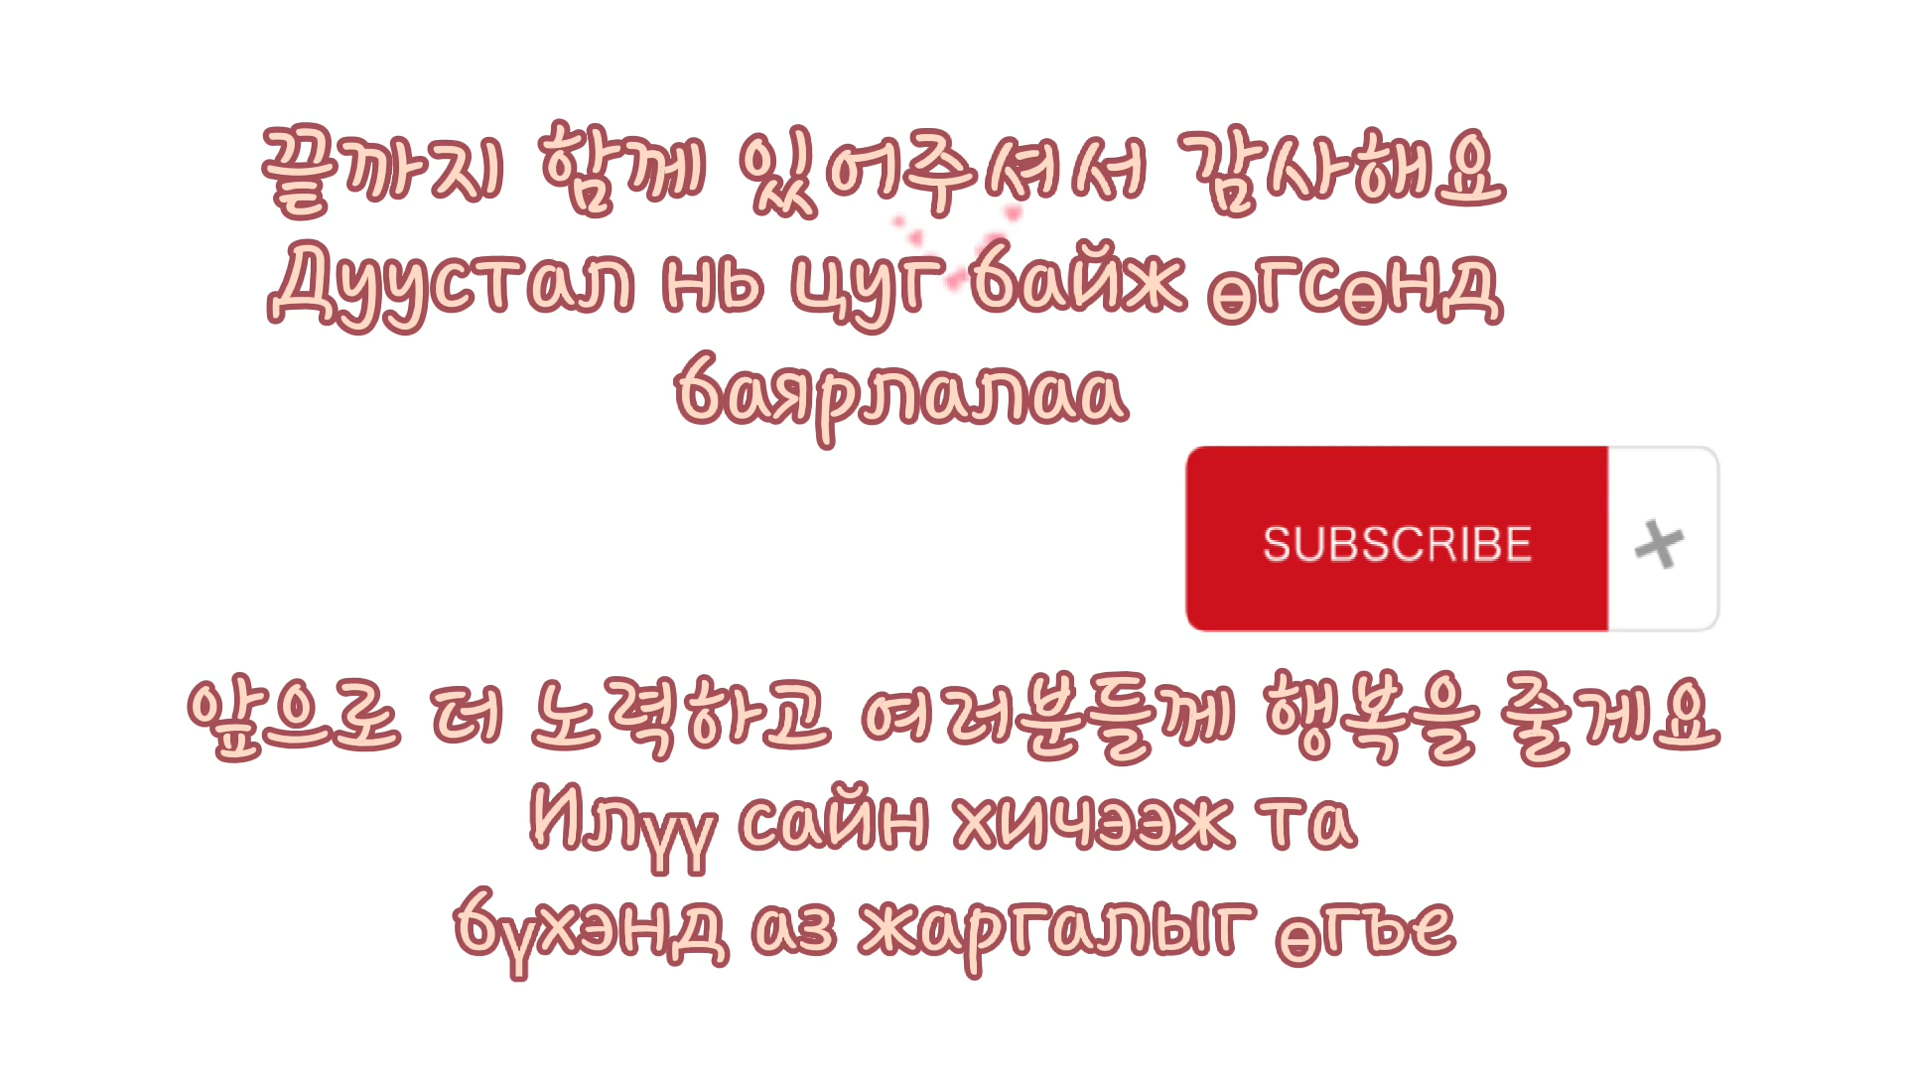 끝까지 함께 있어주셔서 감사해요
Дуустал нь цуг байж өгсөнд
баярлалаа
SUBSCRIBE
앞으로 더 노력하고 여러분들께 행복을 줄게요
Илүү сайн хичээж та
бүхэнд аз жаргалыг өгъе